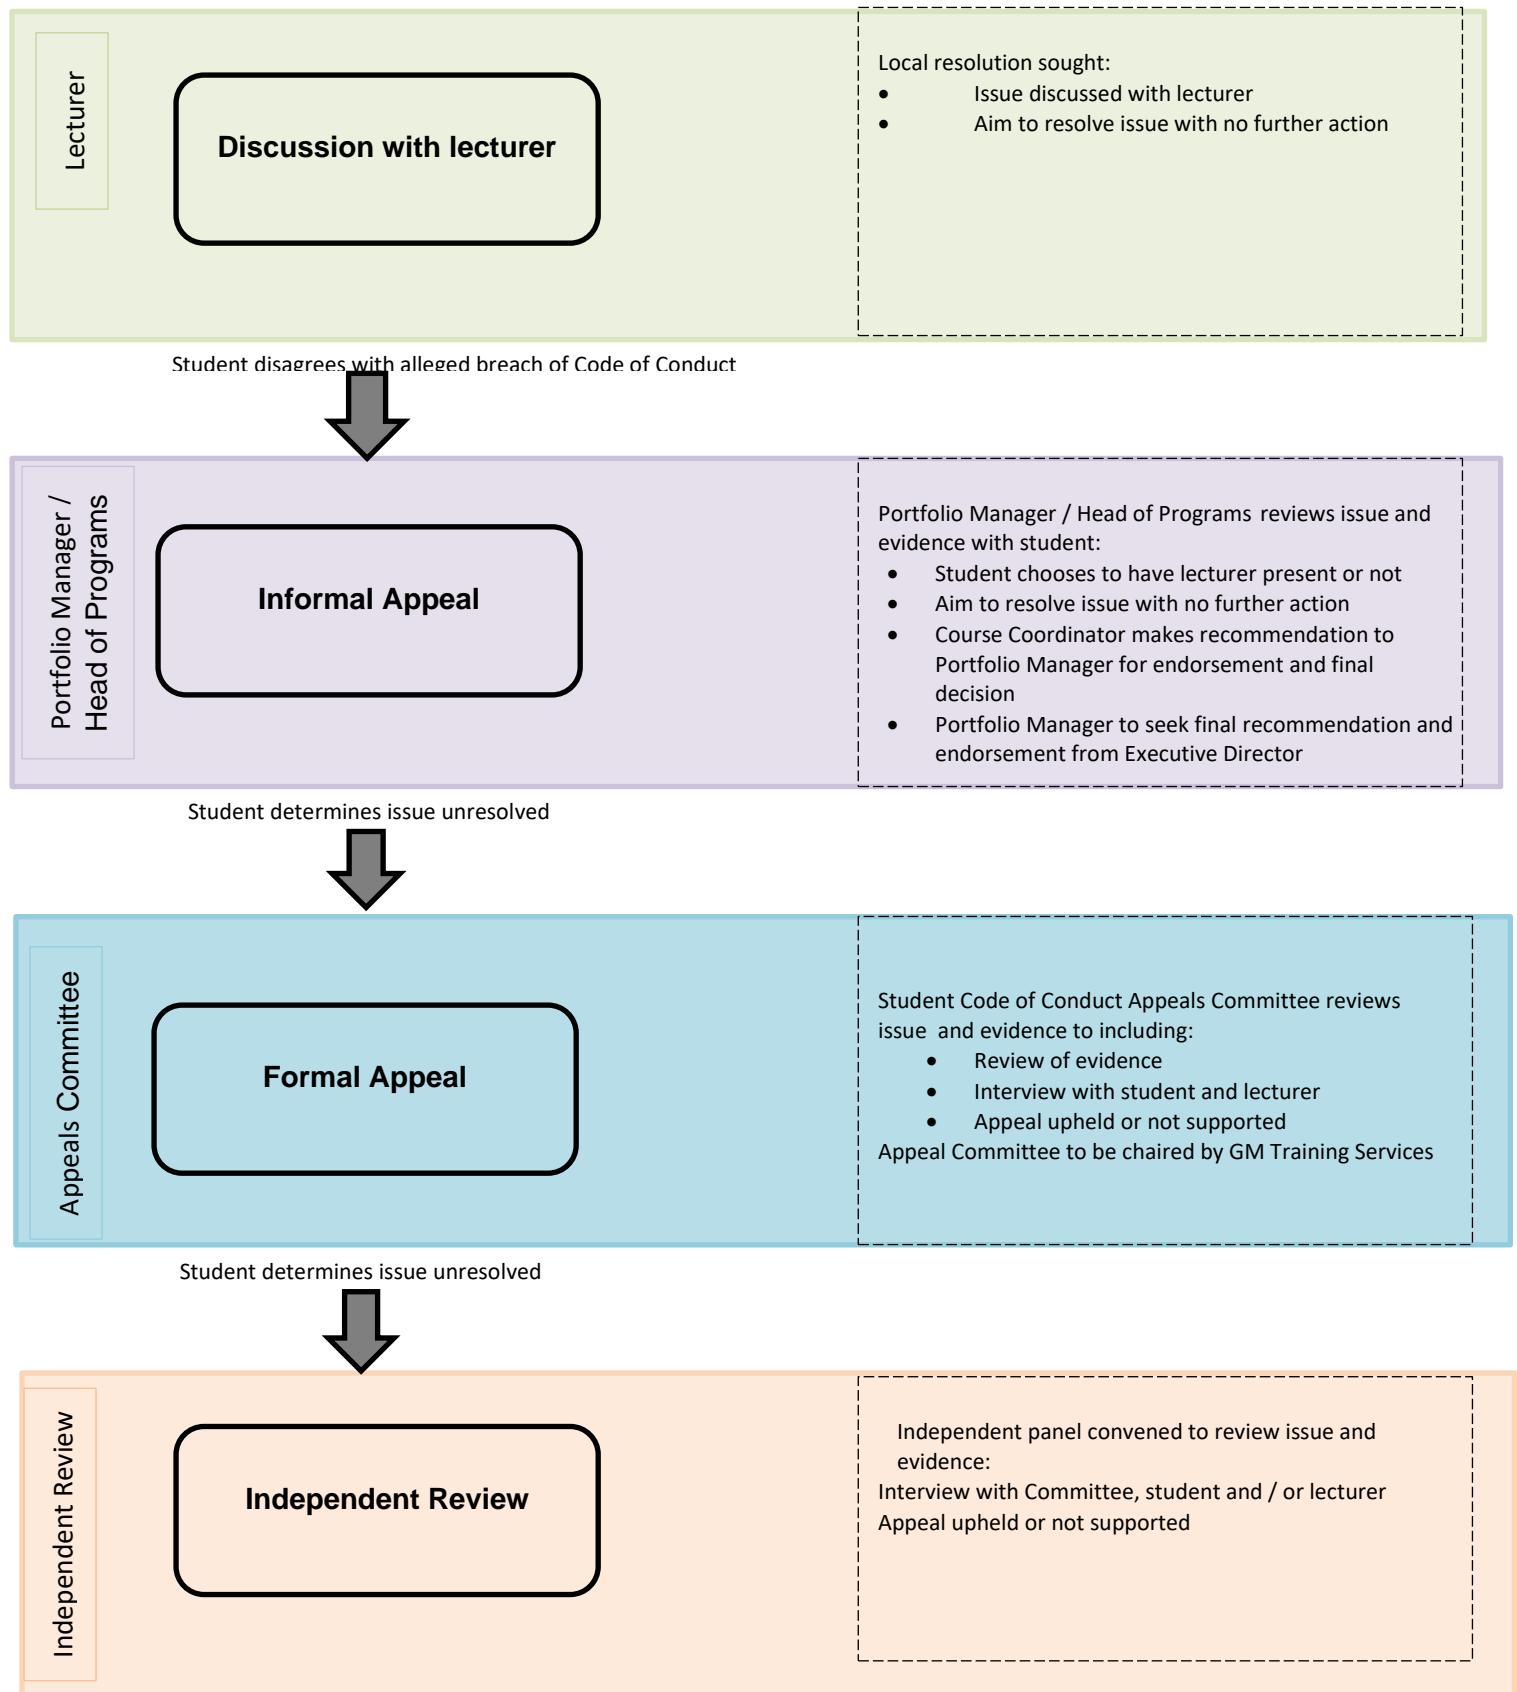 Lecturer
Discussion with lecturer
Local resolution sought:
• Issue discussed with lecturer
• Aim to resolve issue with no further action
Student disagrees with alleged breach of Code of Conduct
Portfolio Manager /
Head of Programs
Informal Appeal
Portfolio Manager / Head of Programs reviews issue and
evidence with student:
• Student chooses to have lecturer present or not
• Aim to resolve issue with no further action
• Course Coordinator makes recommendation to
Portfolio Manager for endorsement and final
decision
• Portfolio Manager to seek final recommendation and
endorsement from Executive Director
Student determines issue unresolved
Appeals Committee
Formal Appeal
Student Code of Conduct Appeals Committee reviews
issue and evidence to including:
• Review of evidence
• Interview with student and lecturer
• Appeal upheld or not supported
Appeal Committee to be chaired by GM Training Services
Student determines issue unresolved
Independent Review
Independent Review
Independent panel convened to review issue and
evidence:
Interview with Committee, student and / or lecturer
Appeal upheld or not supported